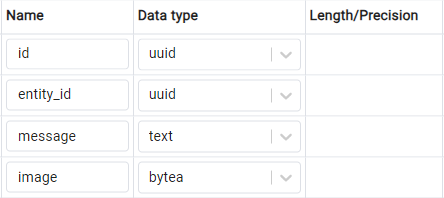 Name Data type Length/Precision
id uuid
entity_id uuid
message text
image bytea